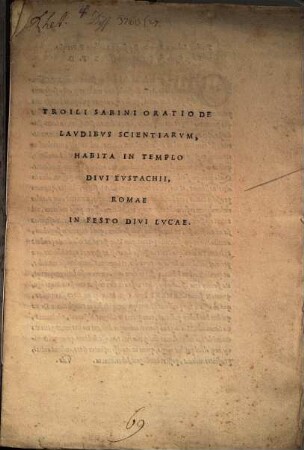 TROILI SABINI ORATIO DE
LAVDIBVS SCIENTIARVM,
HABITA IN TEMPLO
DIVI EVSTACHII,
ROMAE
IN FESTO DIVI LVCAE.
69